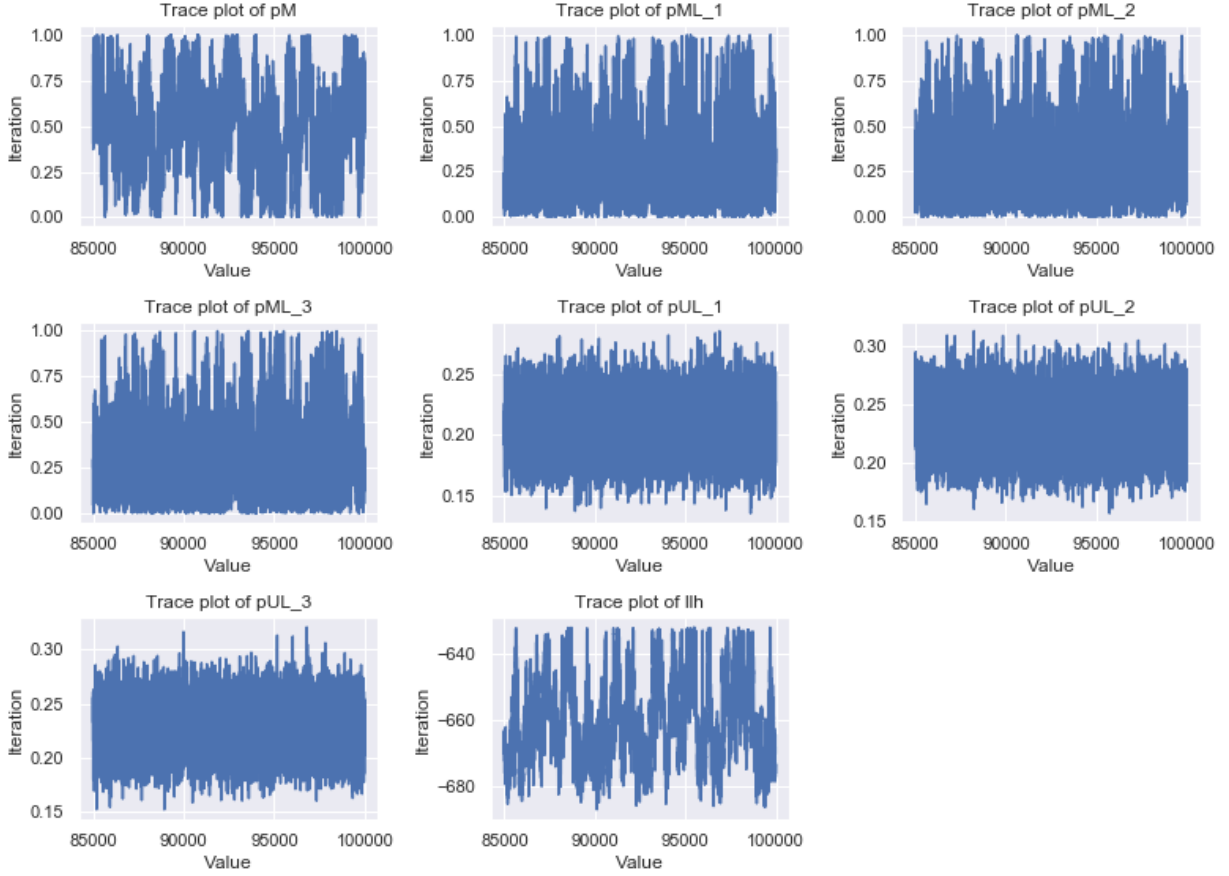 Trace plot of pM
Iteration
1.00
0.75
0.50
0.25
0.00
85000 90000 95000 100000
Value
Trace plot of pML_1
Iteration
1.00
0.75
0.50
0.25
0.00
85000 90000 95000 100000
Value
Trace plot of pML_2
Iteration
1.00
0.75
0.50
0.25
0.00
85000 90000 95000 100000
Value
Trace plot of pML_3
Iteration
1.00
0.75
0.50
0.25
0.00
85000 90000 95000 100000
Value
Trace plot of pUL_1
Iteration
0.25
0.20
0.15
85000 90000 95000 100000
Value
Trace plot of pUL_2
Iteration
0.30
0.25
0.20
0.15
85000 90000 95000 100000
Value
Trace plot of pUL_3
Iteration
0.30
0.25
0.20
0.15
85000 90000 95000 100000
Value
Trace plot of llh
Iteration
−640
−660
−680
85000 90000 95000 100000
Value